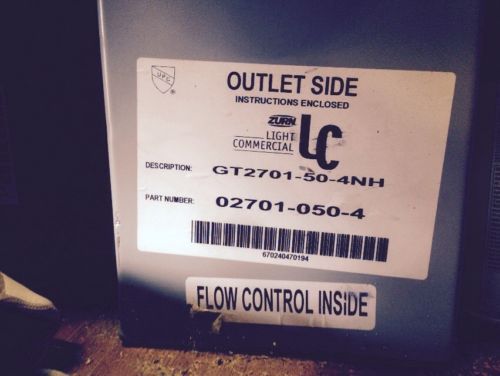 UPC
®
OUTLET SIDE
INSTRUCTIONS ENCLOSED
ZURN
LIGHT
COMMERCIAL
LC
DESCRIPTION: GT2701-50-4NH
PART NUMBER: 02701-050-4
670240470194
FLOW CONTROL INSIDE